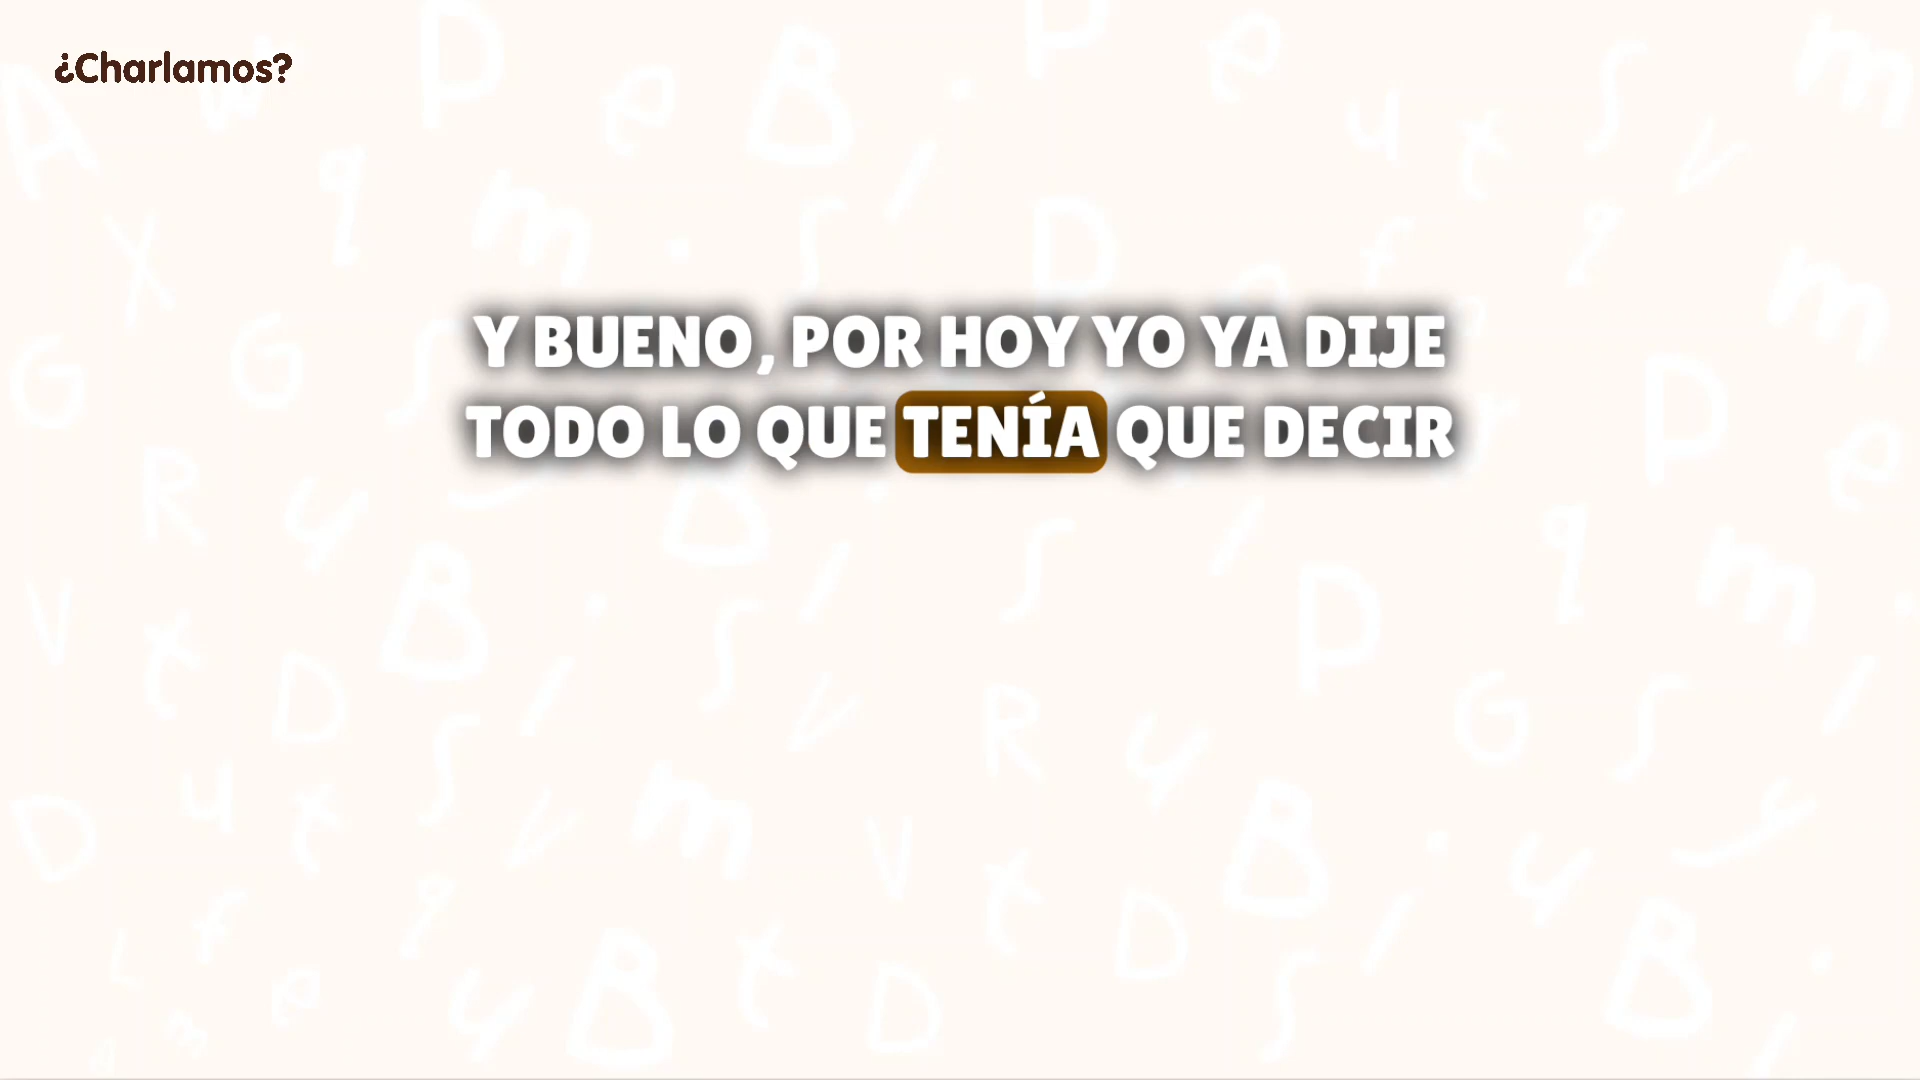 ¿Charlamos?
Y BUENO, POR HOY YO YA DIJE
TODO LO QUE TENÍA QUE DECIR